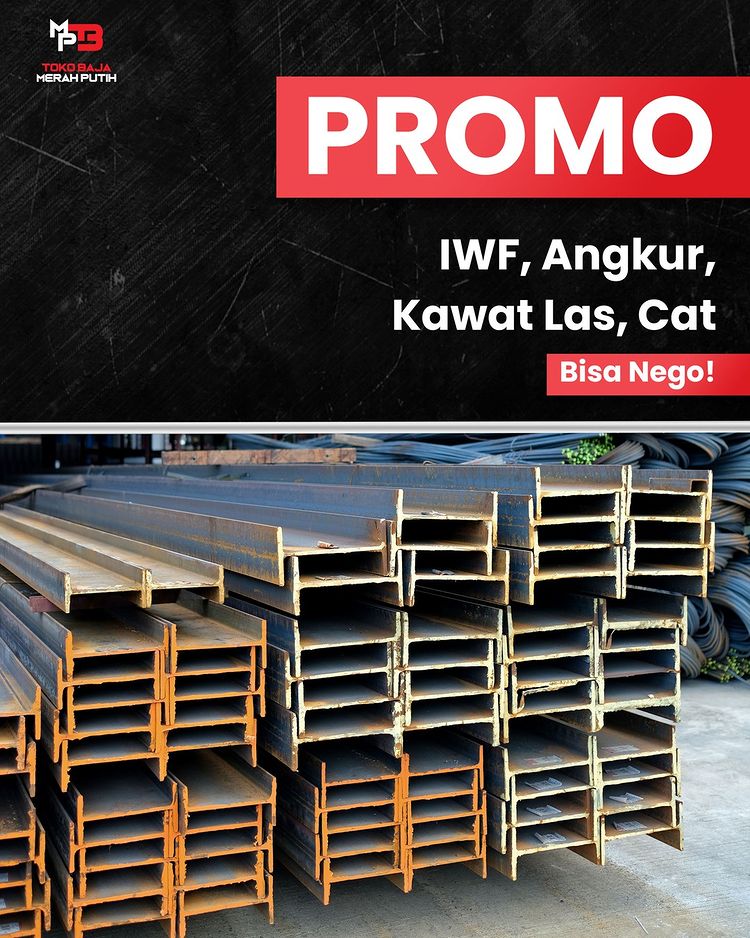 MPB
TOKO BAJA
MERAH PUTIH
PROMO
IWF, Angkur,
Kawat Las, Cat
Bisa Nego!